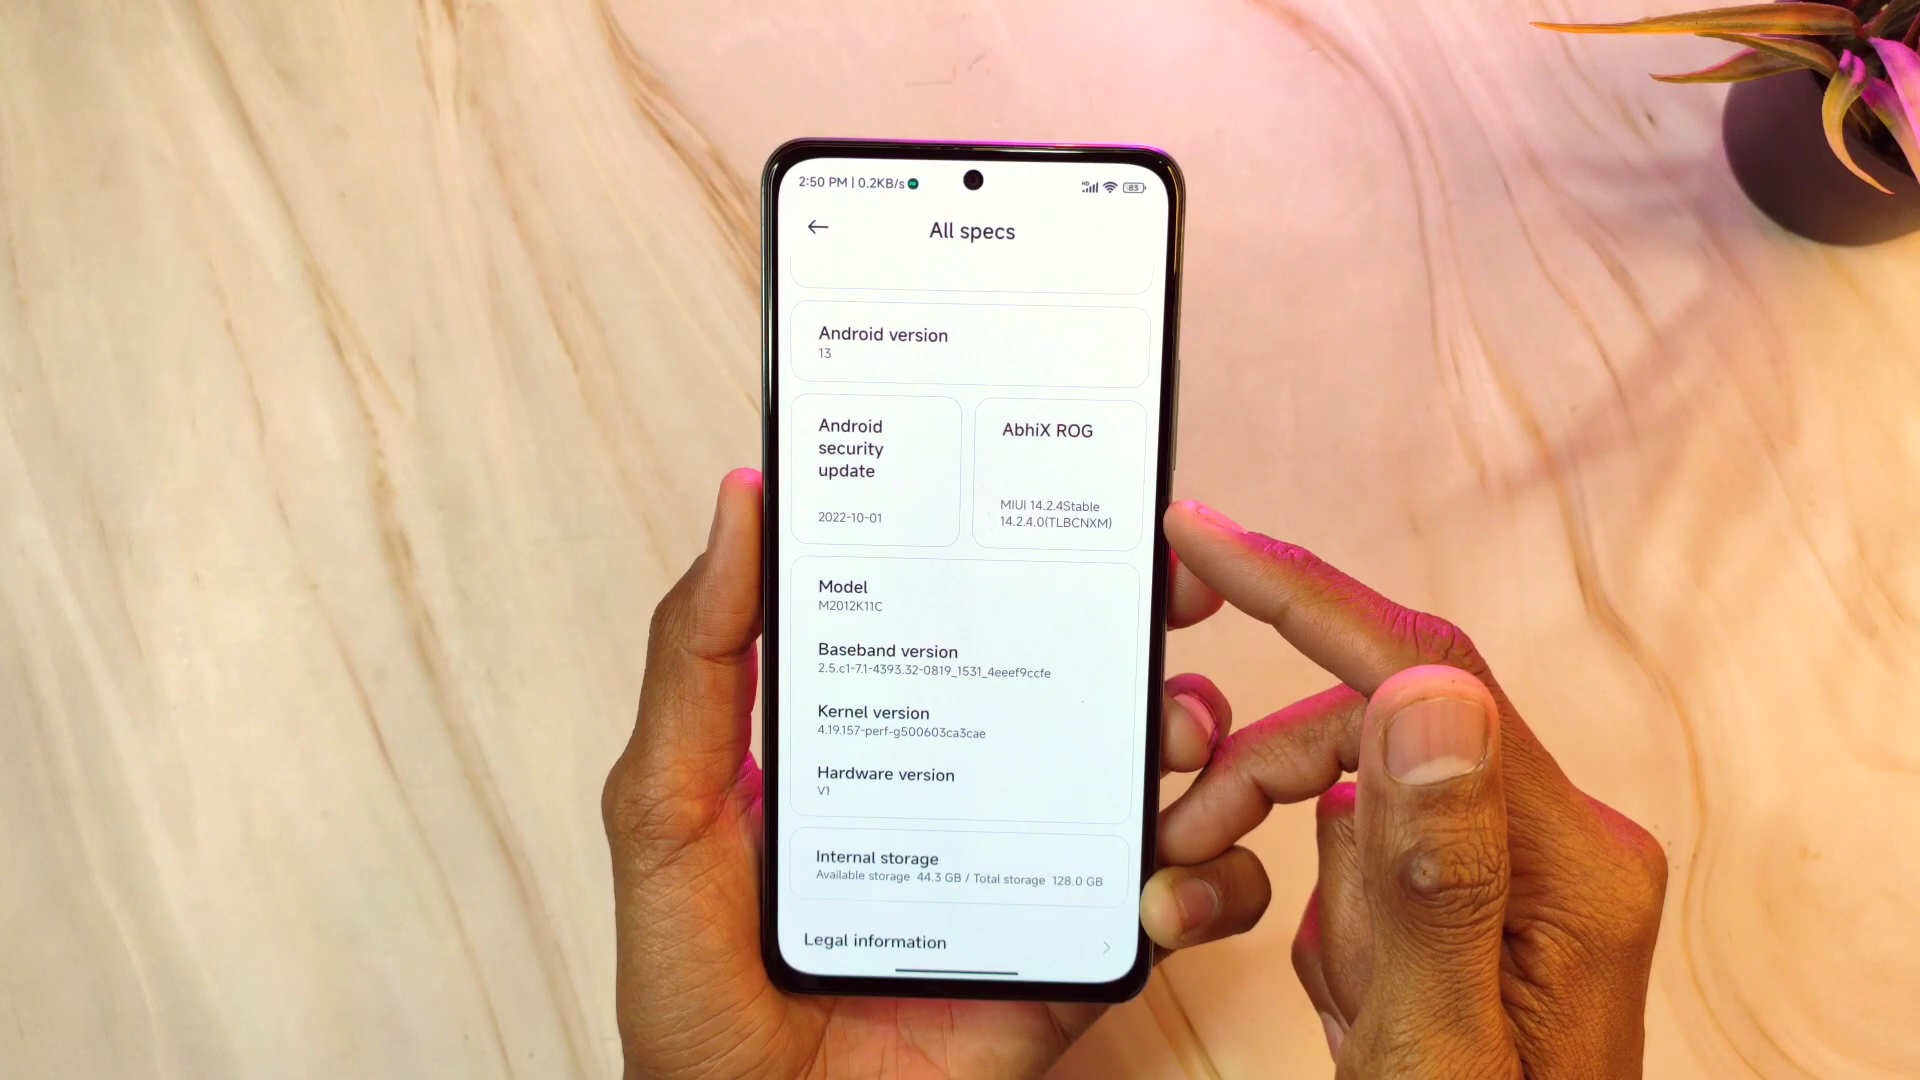 2:50 PM | 0.2KB/s
HD
83
All specs
Android version
13
Android
security
update
2022-10-01
AbhiX ROG
MIUI 14.2.4Stable
14.2.4.0(TLBCNXM)
Model
M2012K11C
Baseband version
2.5.c1-7.1-4393.32-0819_1531_4eeef9ccfe
Kernel version
4.19.157-perf-g500603ca3cae
Hardware version
V1
Internal storage
Available storage 44.3 GB / Total storage 128.0 GB
Legal information